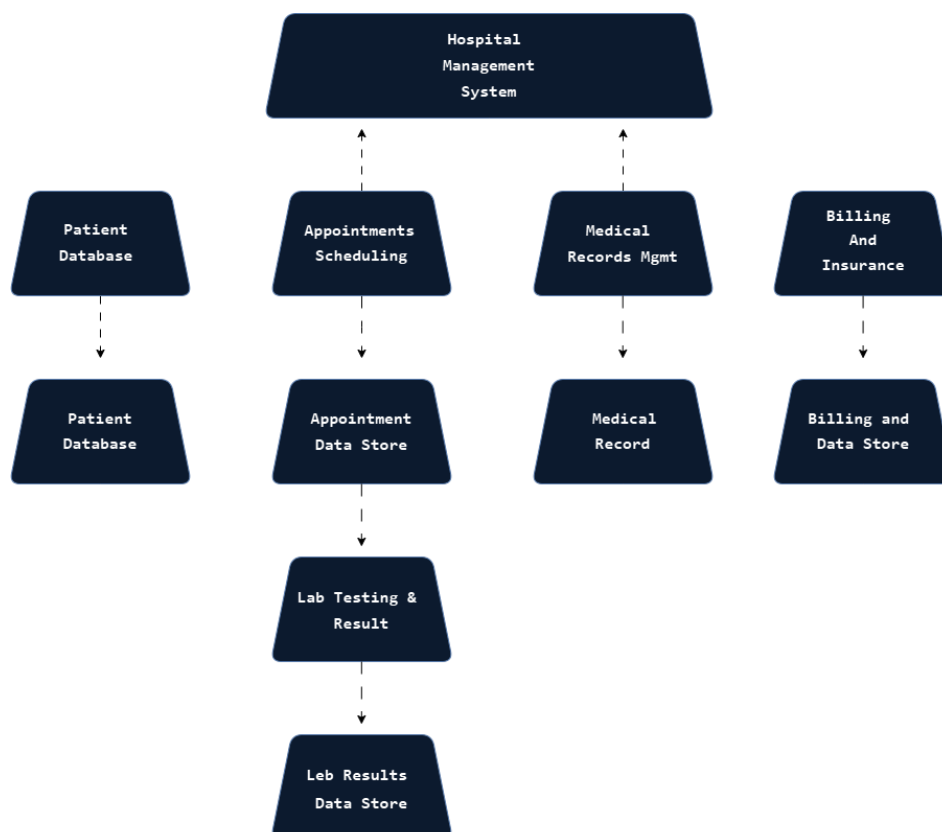 Hospital
Management
System
Patient
Database
Appointments
Scheduling
Medical
Records Mgmt
Billing
And
Insurance
Patient
Database
Appointment
Data Store
Medical
Record
Billing and
Data Store
Lab Testing &
Result
Leb Results
Data Store